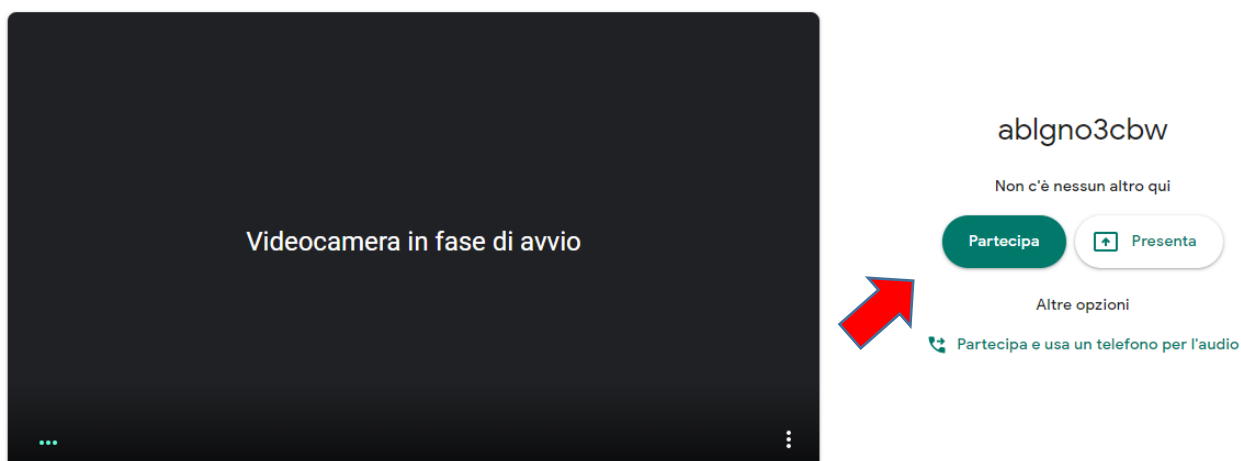 Videocamera in fase di avvio
ablgno3cbw
Non c'è nessun altro qui
Partecipa
Presenta
Altre opzioni
Partecipa e usa un telefono per l'audio